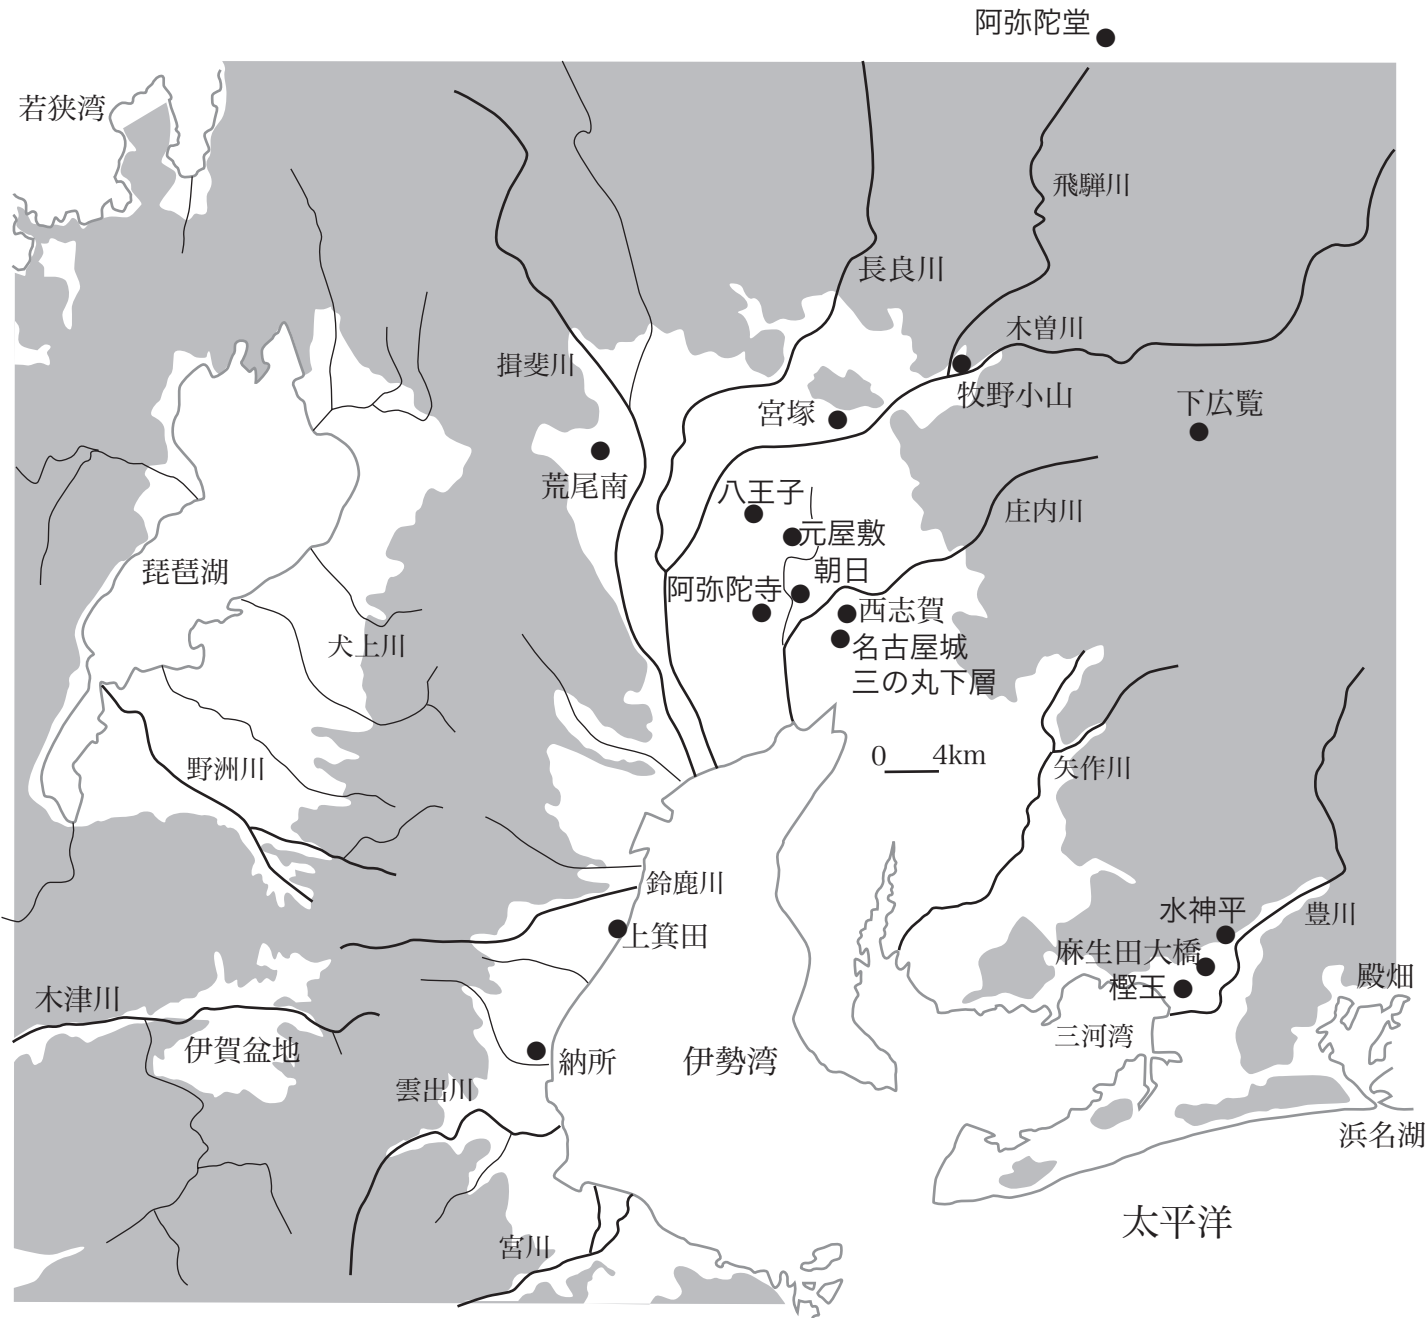 阿弥陀堂
若狭湾
飛騨川
長良川
木曽川
揖斐川
牧野小山
下広覧
宮塚
荒尾南
八王子
庄内川
元屋敷
朝日
琵琶湖
阿弥陀寺
西志賀
犬上川
名古屋城
三の丸下層
0 4km
野洲川
矢作川
鈴鹿川
水神平
豊川
上箕田
麻生田大橋
殿畑
樫王
木津川
三河湾
伊賀盆地
納所
伊勢湾
雲出川
浜名湖
太平洋
宮川